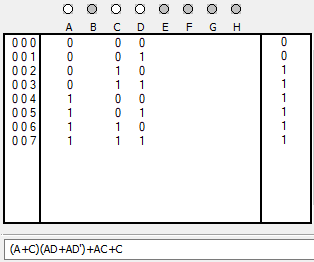 A B C D E F G H
000 0 0 0 0
001 0 0 1 0
002 0 1 0 1
003 0 1 1 1
004 1 0 0 1
005 1 0 1 1
006 1 1 0 1
007 1 1 1 1
(A+C)(AD+AD')+AC+C